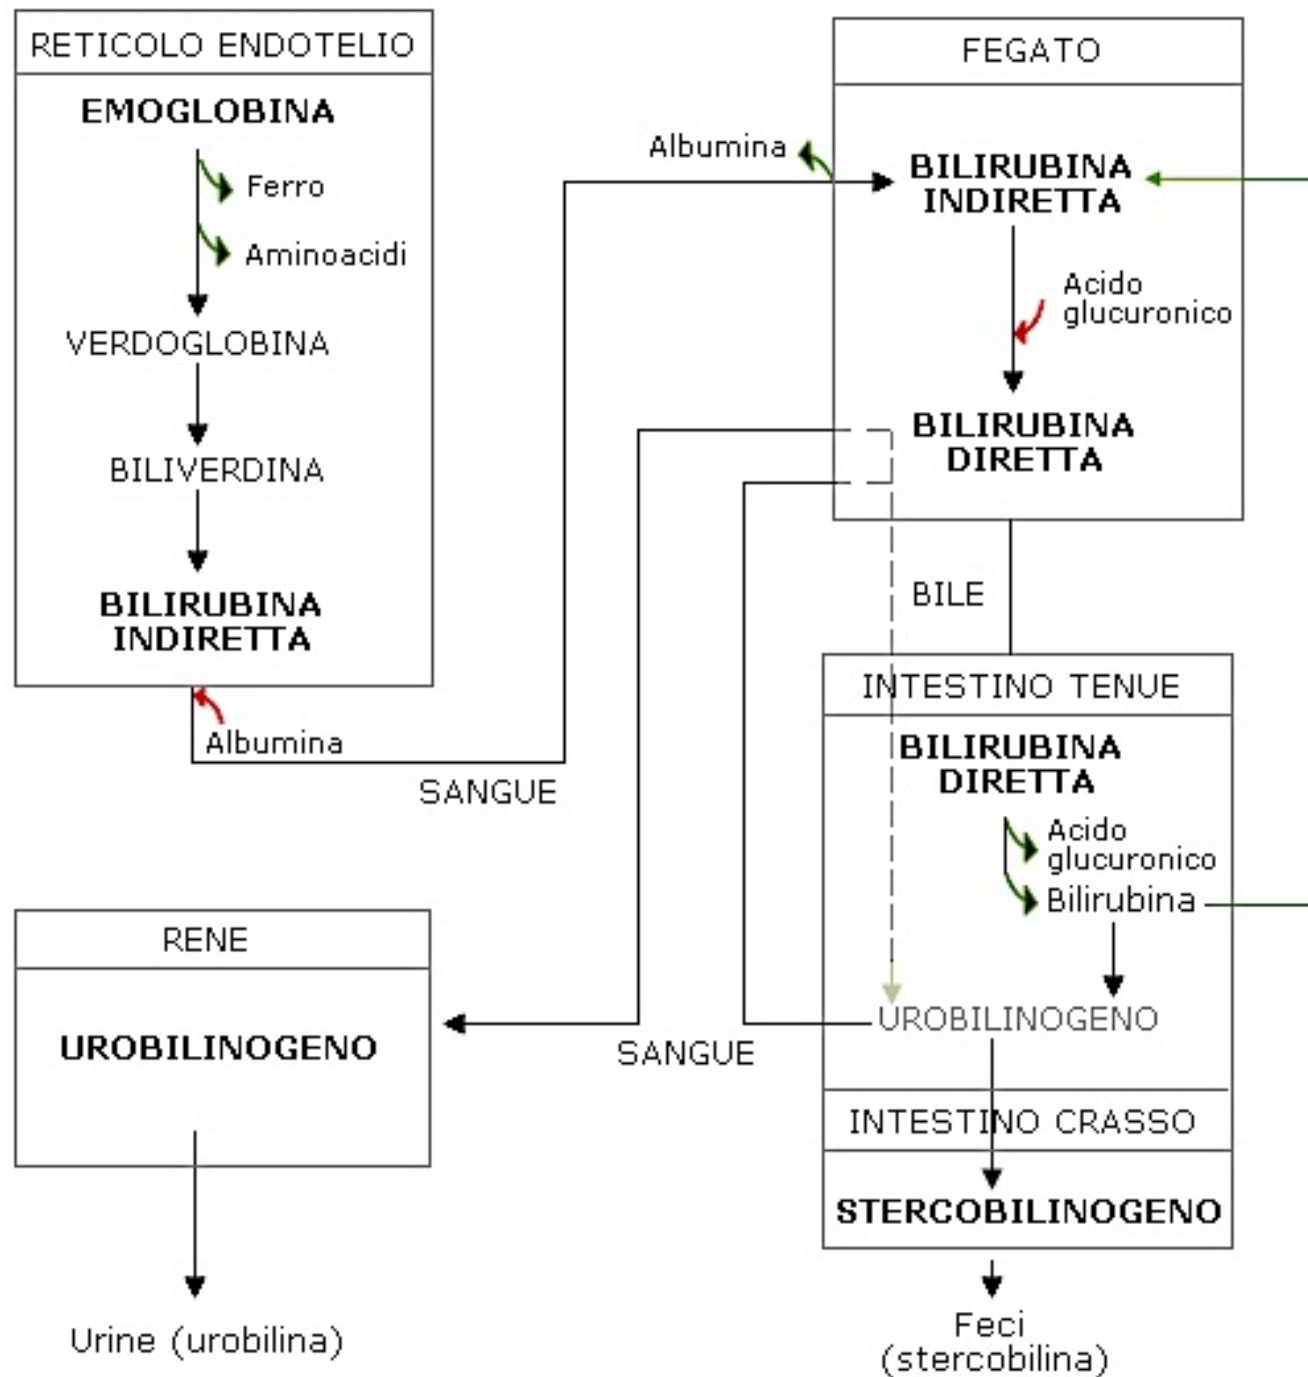 RETICOLO ENDOTELIO
EMOGLOBINA
Ferro
Aminoacidi
VERDOGLOBINA
BILIVERDINA
BILIRUBINA
INDIRETTA
Albumina
SANGUE
FEGATO
Albumina
BILIRUBINA
INDIRETTA
Acido
glucuronico
BILIRUBINA
DIRETTA
BILE
INTESTINO TENUE
BILIRUBINA
DIRETTA
Acido
glucuronico
Bilirubina
UROBILINOGENO
SANGUE
INTESTINO CRASSO
STERCOBILINOGENO
Feci
(stercobilina)
RENE
UROBILINOGENO
Urine (urobilina)